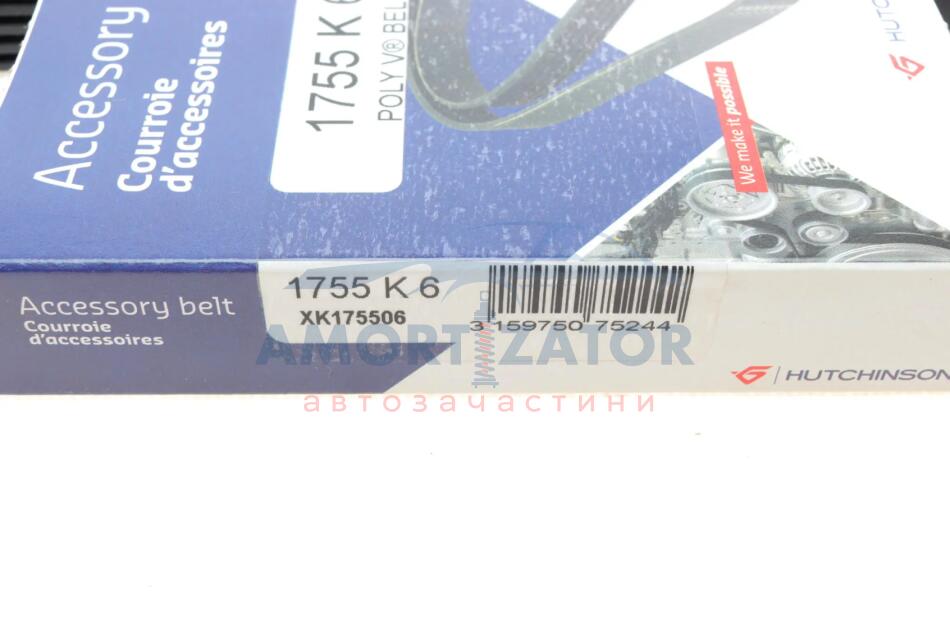 Accessory
Courroie
d'accessoires
1755 K 6
POLY V® BEL
We make it possible
HUTC
Accessory belt
Courroie
d'accessoires
1755 K 6
XK175506
3 159750 75244
HUTCHINSON
AMORTIZATOR
автозачастини